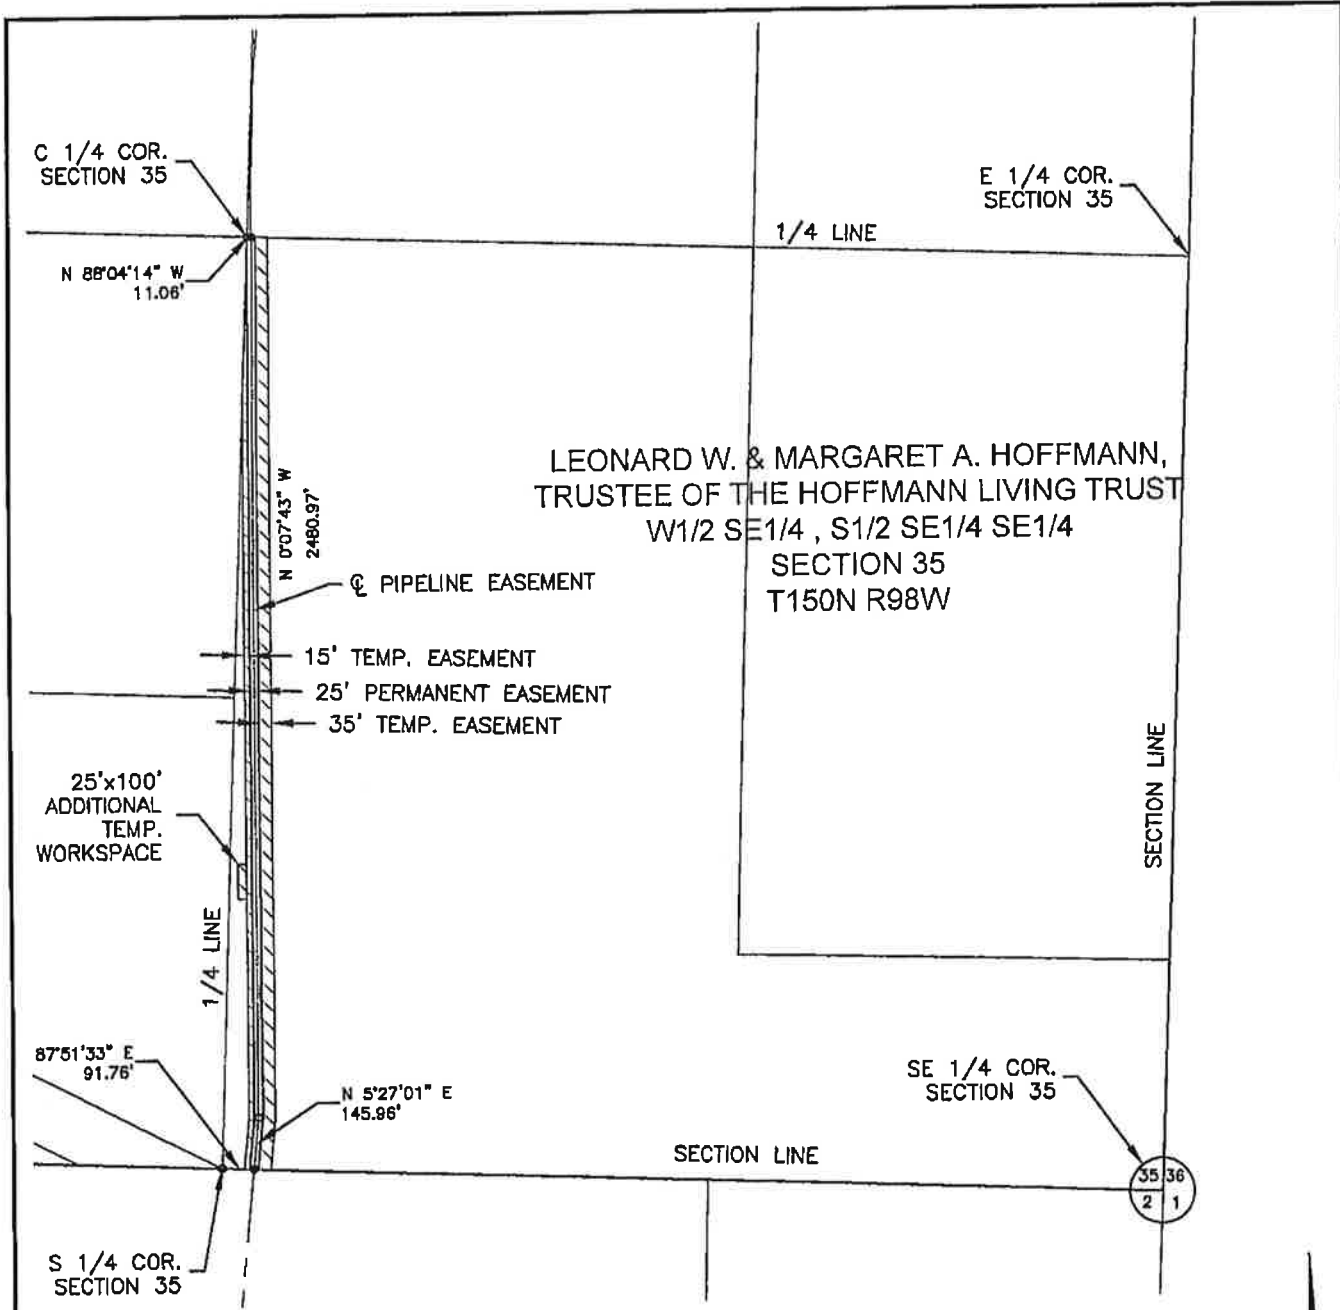 C 1/4 COR.
SECTION 35
E 1/4 COR.
SECTION 35
1/4 LINE
N 88°04'14" W
11.06'
LEONARD W. & MARGARET A. HOFFMANN,
TRUSTEE OF THE HOFFMANN LIVING TRUST
W1/2 SE1/4 , S1/2 SE1/4 SE1/4
SECTION 35
T150N R98W
N 0°07'43" W
2480.97'
℄ PIPELINE EASEMENT
15' TEMP. EASEMENT
25' PERMANENT EASEMENT
35' TEMP. EASEMENT
25'x100'
ADDITIONAL
TEMP.
WORKSPACE
SECTION LINE
1/4 LINE
87°51'33" E
91.76'
N 5°27'01" E
145.96'
SE 1/4 COR.
SECTION 35
SECTION LINE
35 36
2 1
S 1/4 COR.
SECTION 35